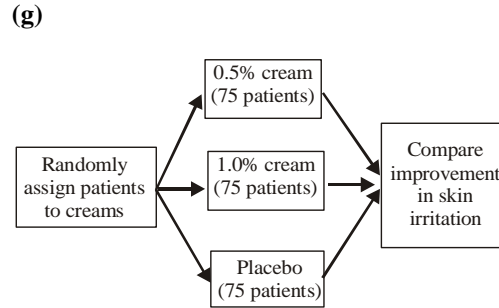 (g)
0.5% cream
(75 patients)
Randomly
assign patients
to creams
1.0% cream
(75 patients)
Placebo
(75 patients)
Compare
improvement
in skin
irritation